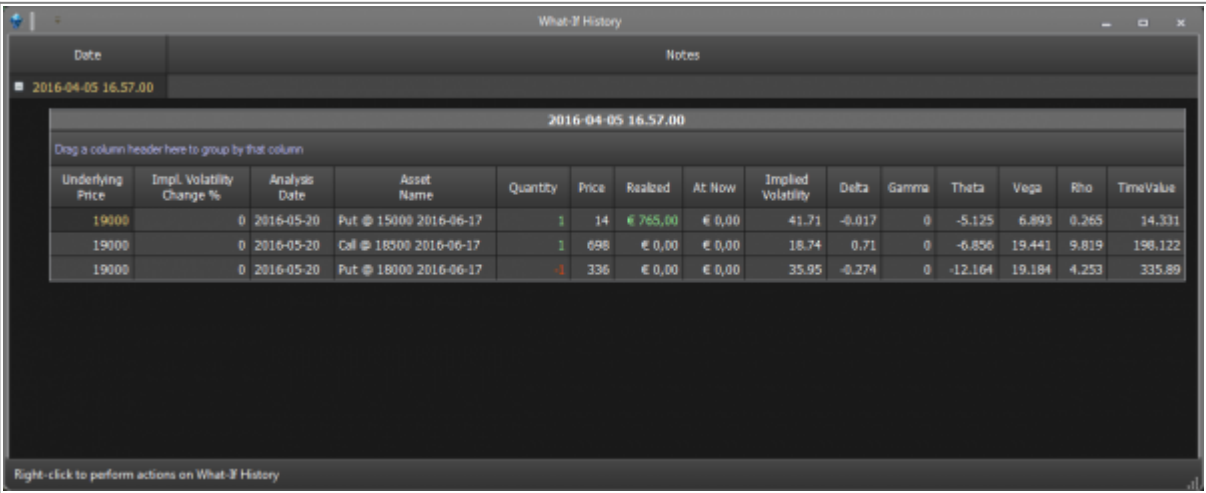 What-If History
Date Notes
2016-04-05 16.57.00
2016-04-05 16.57.00
Drag a column header here to group by that column
Underlying Price Impl. Volatility Change % Analysis Date Asset Name Quantity Price Realized At Now Implied Volatility Delta Gamma Theta Vega Rho TimeValue
19000 0 2016-05-20 Put @ 15000 2016-06-17 1 14 € 765,00 € 0,00 41.71 -0.017 0 -5.125 6.893 0.265 14.331
19000 0 2016-05-20 Call @ 18500 2016-06-17 1 698 € 0,00 € 0,00 18.74 0.71 0 -6.856 19.441 9.819 198.122
19000 0 2016-05-20 Put @ 18000 2016-06-17 -1 336 € 0,00 € 0,00 35.95 -0.274 0 -12.164 19.184 4.253 335.89
Right-click to perform actions on What-If History